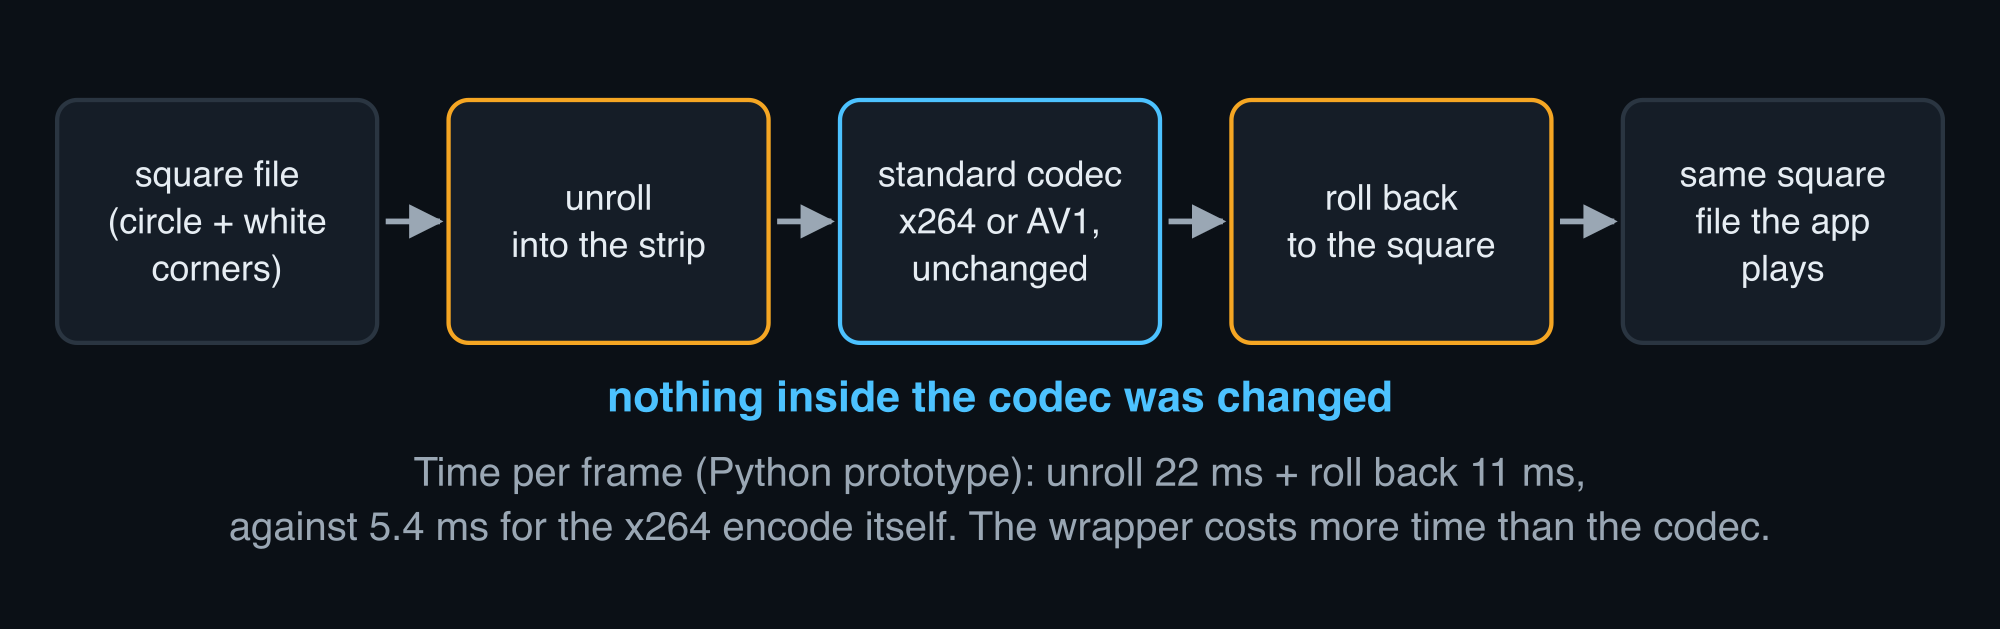 square file
(circle + white
corners)
unroll
into the strip
standard codec
x264 or AV1,
unchanged
roll back
to the square
same square
file the app
plays
nothing inside the codec was changed
Time per frame (Python prototype): unroll 22 ms + roll back 11 ms,
against 5.4 ms for the x264 encode itself. The wrapper costs more time than the codec.